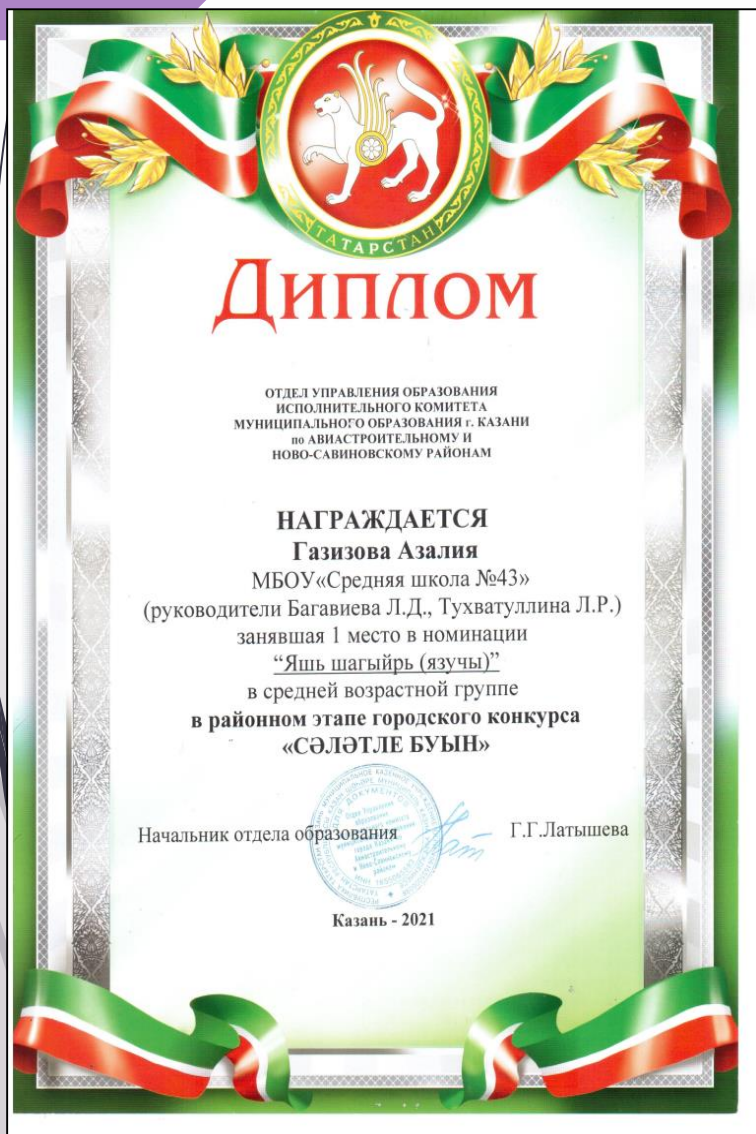 ТАТАРСТАН
Диплом
ОТДЕЛ УПРАВЛЕНИЯ ОБРАЗОВАНИЯ
ИСПОЛНИТЕЛЬНОГО КОМИТЕТА
МУНИЦИПАЛЬНОГО ОБРАЗОВАНИЯ г. КАЗАНИ
по АВИАСТРОИТЕЛЬНОМУ И
НОВО-САВИНОВСКОМУ РАЙОНАМ
НАГРАЖДАЕТСЯ
Газизова Азалия
МБОУ«Средняя школа №43»
(руководители Багавиева Л.Д., Тухватуллина Л.Р.)
занявшая 1 место в номинации
“Яшь шагыйрь (язучы)”
в средней возрастной группе
в районном этапе городского конкурса
«СӘЛӘТЛЕ БУЫН»
Начальник отдела образования Г.Г.Латышева
Казань - 2021